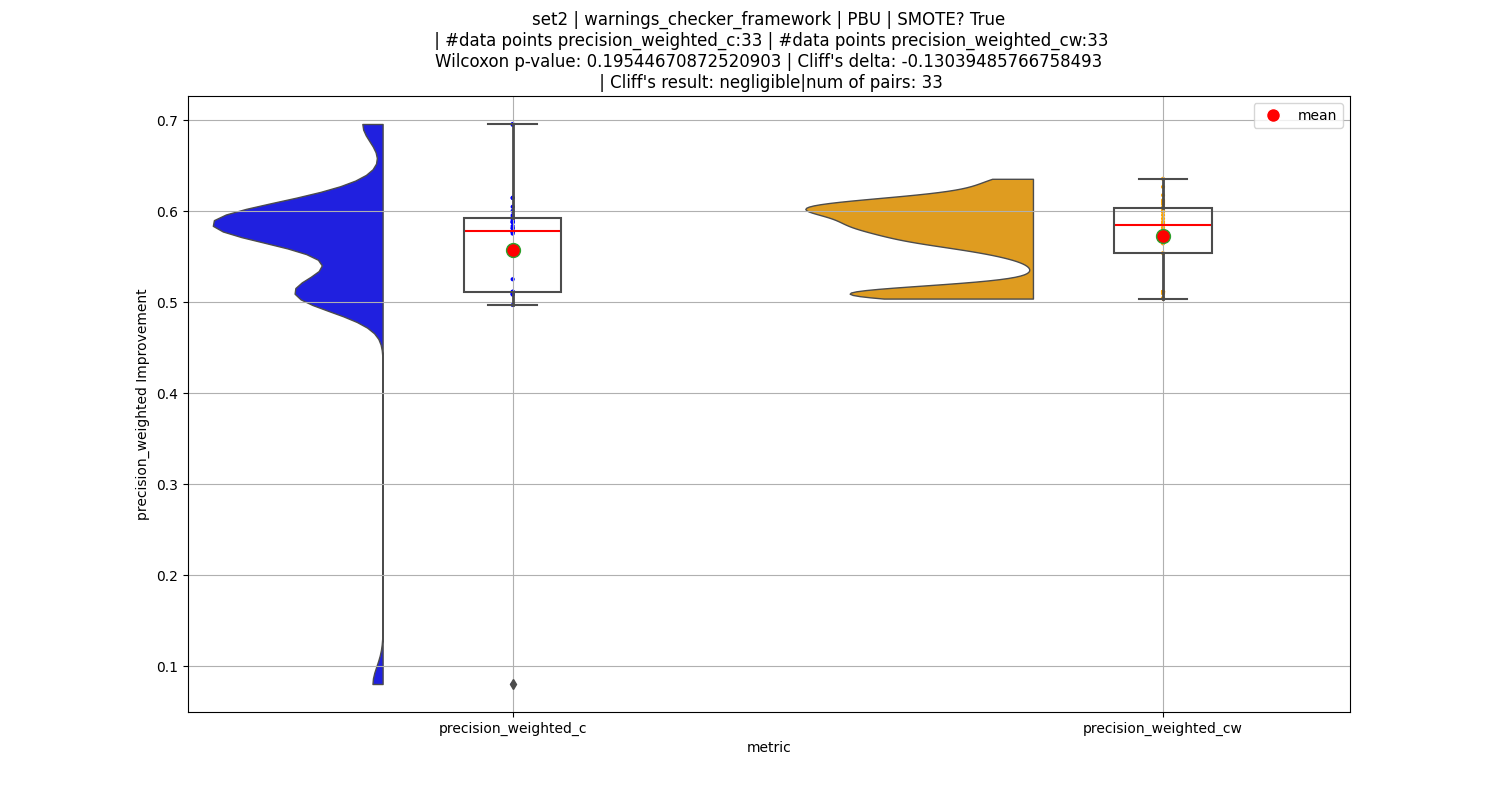 set2 | warnings_checker_framework | PBU | SMOTE? True
| #data points precision_weighted_c:33 | #data points precision_weighted_cw:33
Wilcoxon p-value: 0.19544670872520903 | Cliff's delta: -0.13039485766758493
| Cliff's result: negligible|num of pairs: 33
mean
0.7
0.6
0.5
0.4
0.3
0.2
0.1
precision_weighted Improvement
precision_weighted_c
precision_weighted_cw
metric